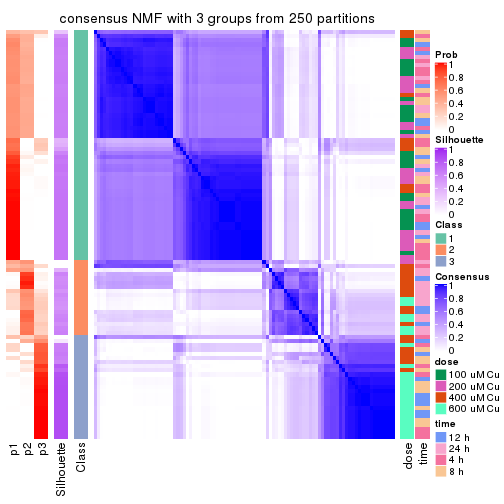 consensus NMF with 3 groups from 250 partitions
Prob
1
0.8
0.6
0.4
0.2
0
Silhouette
1
0.8
0.6
0.4
0.2
0
Class
1
2
3
Consensus
1
0.8
0.6
0.4
0.2
0
dose
100 uM Cu
200 uM Cu
400 uM Cu
600 uM Cu
time
12 h
24 h
4 h
8 h
p1
p2
p3
Silhouette
Class
dose
time